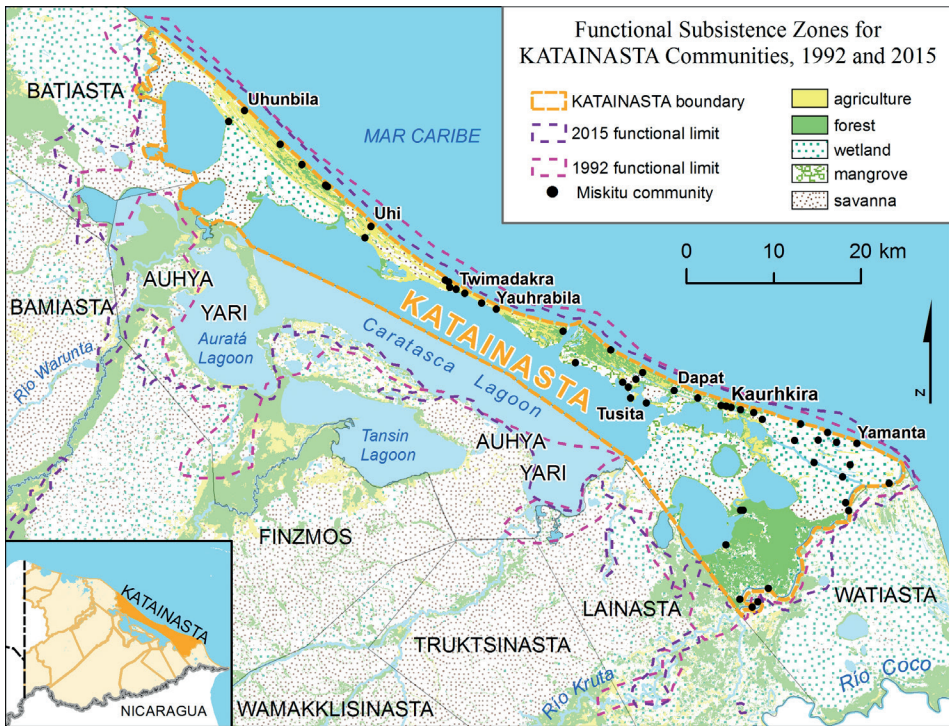 Functional Subsistence Zones for
KATAINASTA Communities, 1992 and 2015
KATAINASTA boundary
2015 functional limit
1992 functional limit
Miskitu community
agriculture
forest
wetland
mangrove
savanna
0 10 20 km
N
BATIASTA
Uhunbila
MAR CARIBE
Uhi
AUHYA
YARI
BAMIASTA
Auratá
Lagoon
Río Warunta
Twimadakra
Yauhrabila
KATAINASTA
Caratasca Lagoon
Dapat
Kaurhkira
Tusita
Yamanta
Tansin
Lagoon
AUHYA
YARI
FINZMOS
LAINASTA
WATIASTA
TRUKTSINASTA
Río Kruta
Río Coco
WAMAKKLISINASTA
KATAINASTA
NICARAGUA